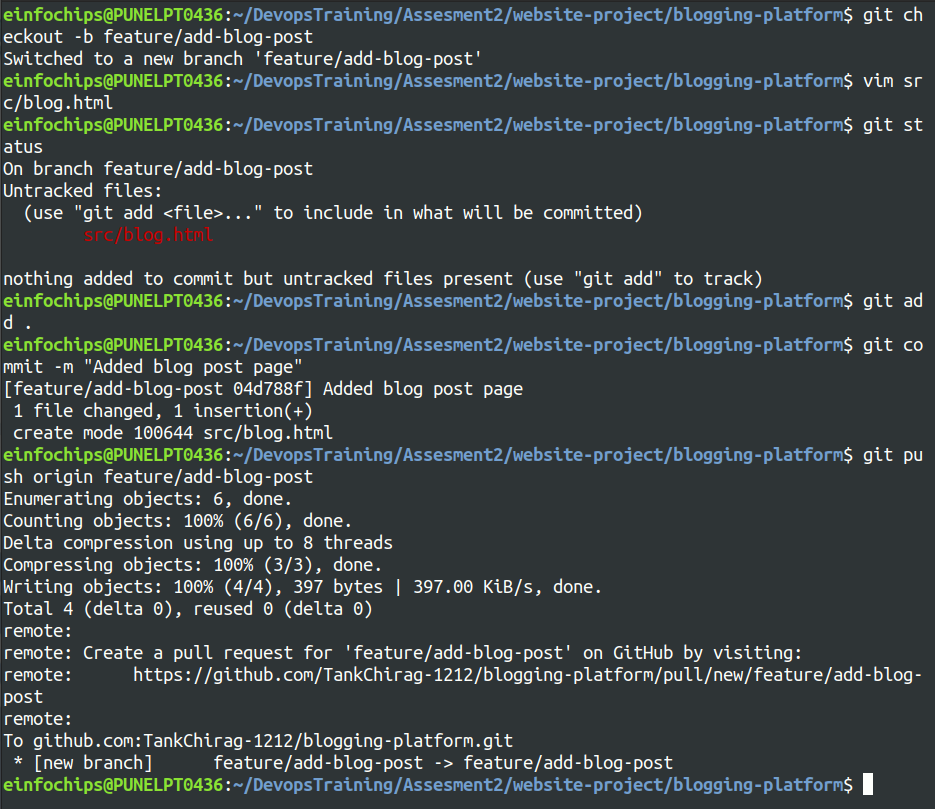 einfochips@PUNELPT0436:~/DevopsTraining/Assesment2/website-project/blogging-platform$ git ch
eckout -b feature/add-blog-post
Switched to a new branch 'feature/add-blog-post'
einfochips@PUNELPT0436:~/DevopsTraining/Assesment2/website-project/blogging-platform$ vim sr
c/blog.html
einfochips@PUNELPT0436:~/DevopsTraining/Assesment2/website-project/blogging-platform$ git st
atus
On branch feature/add-blog-post
Untracked files:
  (use "git add <file>..." to include in what will be committed)
        src/blog.html

nothing added to commit but untracked files present (use "git add" to track)
einfochips@PUNELPT0436:~/DevopsTraining/Assesment2/website-project/blogging-platform$ git ad
d .
einfochips@PUNELPT0436:~/DevopsTraining/Assesment2/website-project/blogging-platform$ git co
mmit -m "Added blog post page"
[feature/add-blog-post 04d788f] Added blog post page
 1 file changed, 1 insertion(+)
 create mode 100644 src/blog.html
einfochips@PUNELPT0436:~/DevopsTraining/Assesment2/website-project/blogging-platform$ git pu
sh origin feature/add-blog-post
Enumerating objects: 6, done.
Counting objects: 100% (6/6), done.
Delta compression using up to 8 threads
Compressing objects: 100% (3/3), done.
Writing objects: 100% (4/4), 397 bytes | 397.00 KiB/s, done.
Total 4 (delta 0), reused 0 (delta 0)
remote:
remote: Create a pull request for 'feature/add-blog-post' on GitHub by visiting:
remote:      https://github.com/TankChirag-1212/blogging-platform/pull/new/feature/add-blog-
post
remote:
To github.com:TankChirag-1212/blogging-platform.git
 * [new branch]      feature/add-blog-post -> feature/add-blog-post
einfochips@PUNELPT0436:~/DevopsTraining/Assesment2/website-project/blogging-platform$